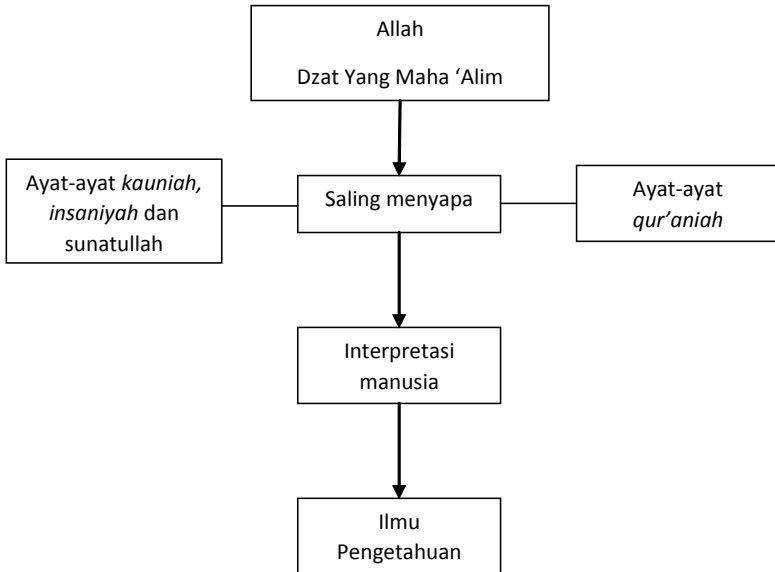 Allah
Dzat Yang Maha ‘Alim
Ayat-ayat kauniah,
insaniyah dan
sunatullah
Saling menyapa
Ayat-ayat
qur’aniah
Interpretasi
manusia
Ilmu
Pengetahuan